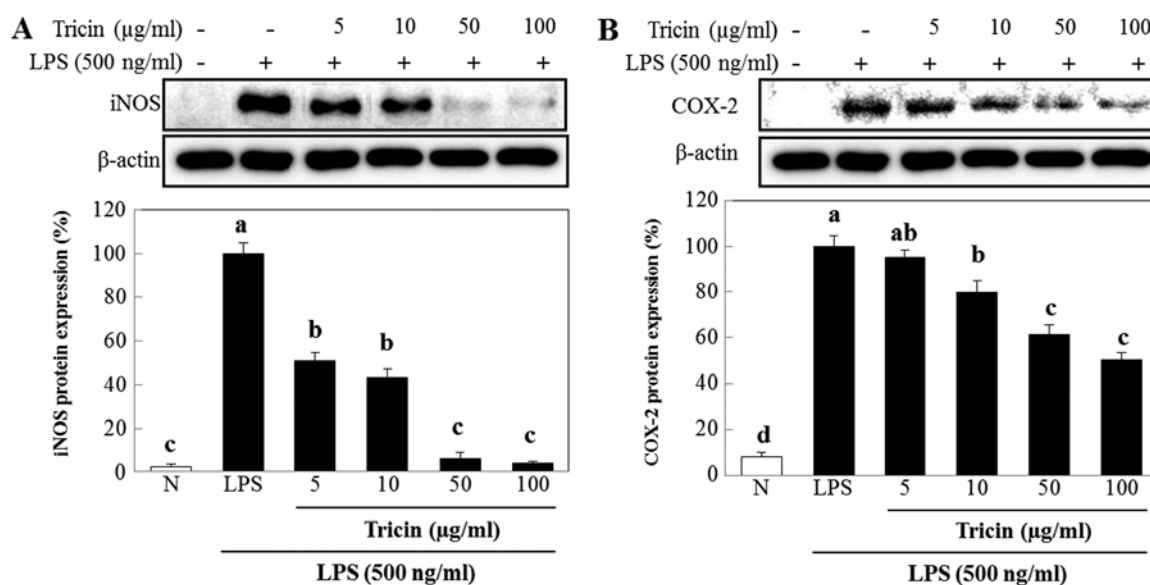 A
Tricin (µg/ml) - - 5 10 50 100
LPS (500 ng/ml) - + + + + +
iNOS
β-actin
iNOS protein expression (%)
120
100
80
60
40
20
0
a
b
b
c
c
c
N LPS 5 10 50 100
Tricin (µg/ml)
LPS (500 ng/ml)
B
Tricin (µg/ml) - - 5 10 50 100
LPS (500 ng/ml) - + + + + +
COX-2
β-actin
COX-2 protein expression (%)
120
100
80
60
40
20
0
a
ab
b
c
c
d
N LPS 5 10 50 100
Tricin (µg/ml)
LPS (500 ng/ml)